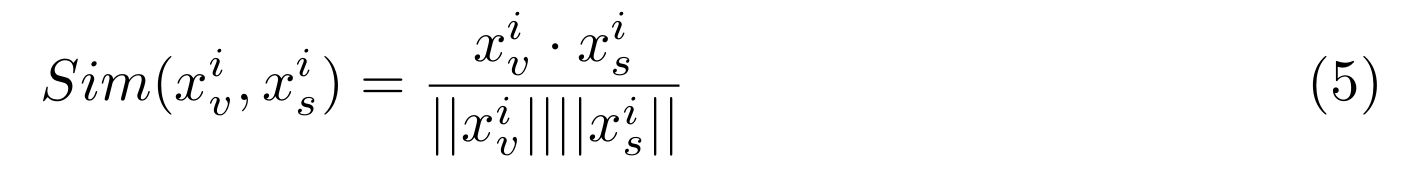 $Sim(x_v^i, x_s^i) = \frac{x_v^i \cdot x_s^i}{||x_v^i||||x_s^i||}$ (5)